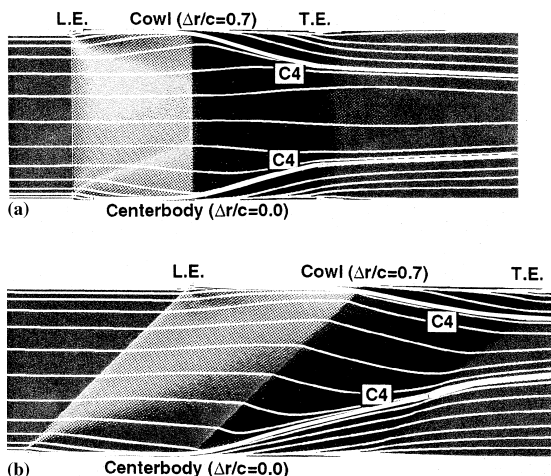 L.E. Cowl (Δr/c=0.7) T.E.
C4
C4
(a) Centerbody (Δr/c=0.0)
L.E. Cowl (Δr/c=0.7) T.E.
C4
C4
(b) Centerbody (Δr/c=0.0)